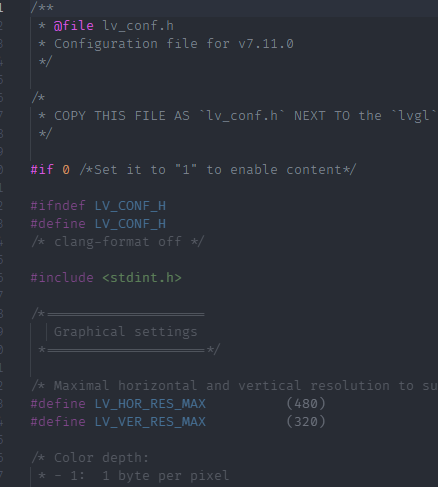 1 /**
 * @file lv_conf.h
 * Configuration file for v7.11.0
 */
/*
 * COPY THIS FILE AS `lv_conf.h` NEXT TO the `lvgl`
 */
#if 0 /*Set it to "1" to enable content*/
#ifndef LV_CONF_H
#define LV_CONF_H
/* clang-format off */
#include <stdint.h>
/*====================
   Graphical settings
 *====================*/
/* Maximal horizontal and vertical resolution to su
#define LV_HOR_RES_MAX          (480)
#define LV_VER_RES_MAX          (320)
/* Color depth:
 * - 1:  1 byte per pixel